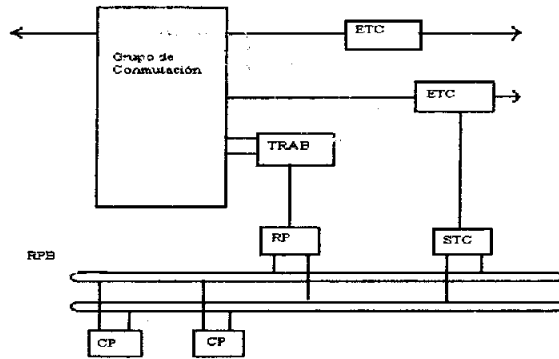 ETC
Grupo de
Conmutación
ETC
TRAB
RP
STC
RPB
CP
CP